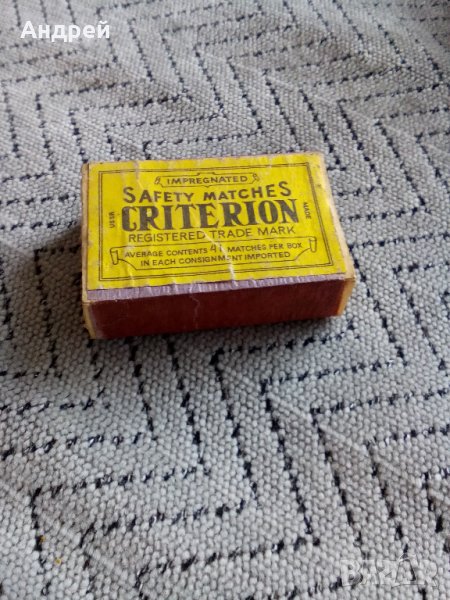 Андрей
IMPREGNATED
SAFETY MATCHES
CRITERION
MADE
REGISTERED TRADE MARK
AVERAGE CONTENTS 41 MATCHES PER BOX
IN EACH CONSIGNMENT IMPORTED